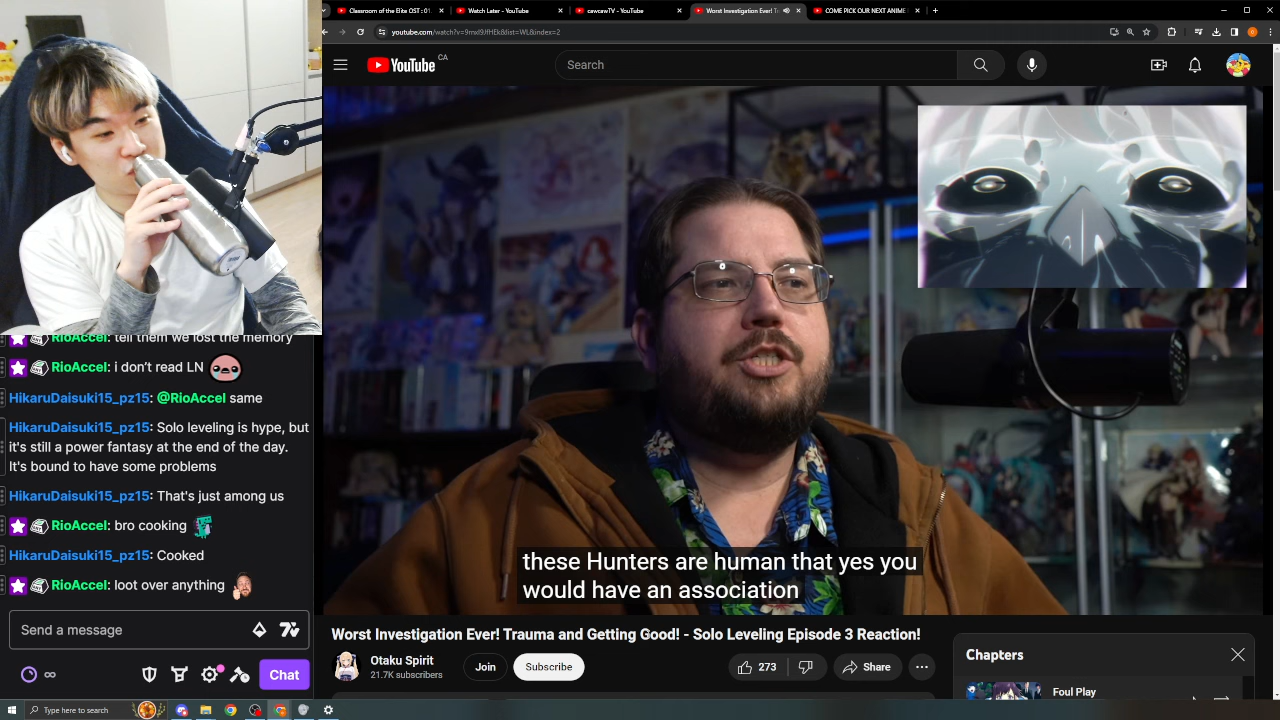 Classroom of the Elite OST : 01.
Watch Later - YouTube
cawcawTV - YouTube
Worst Investigation Ever! Tr
COME PICK OUR NEXT ANIME
youtube.com/watch?v=9mxl9JfHEk&list=WL&index=2
YouTube CA
Search
tell them we lost the memory
RioAccel: i don't read LN
HikaruDaisuki15_pz15: @RioAccel same
HikaruDaisuki15_pz15: Solo leveling is hype, but
it's still a power fantasy at the end of the day.
It's bound to have some problems
HikaruDaisuki15_pz15: That's just among us
RioAccel: bro cooking
HikaruDaisuki15_pz15: Cooked
RioAccel: loot over anything
Send a message
Chat
these Hunters are human that yes you
would have an association
Worst Investigation Ever! Trauma and Getting Good! - Solo Leveling Episode 3 Reaction!
Otaku Spirit
21.7K subscribers
Join
Subscribe
273
Share
Chapters
Foul Play
Type here to search